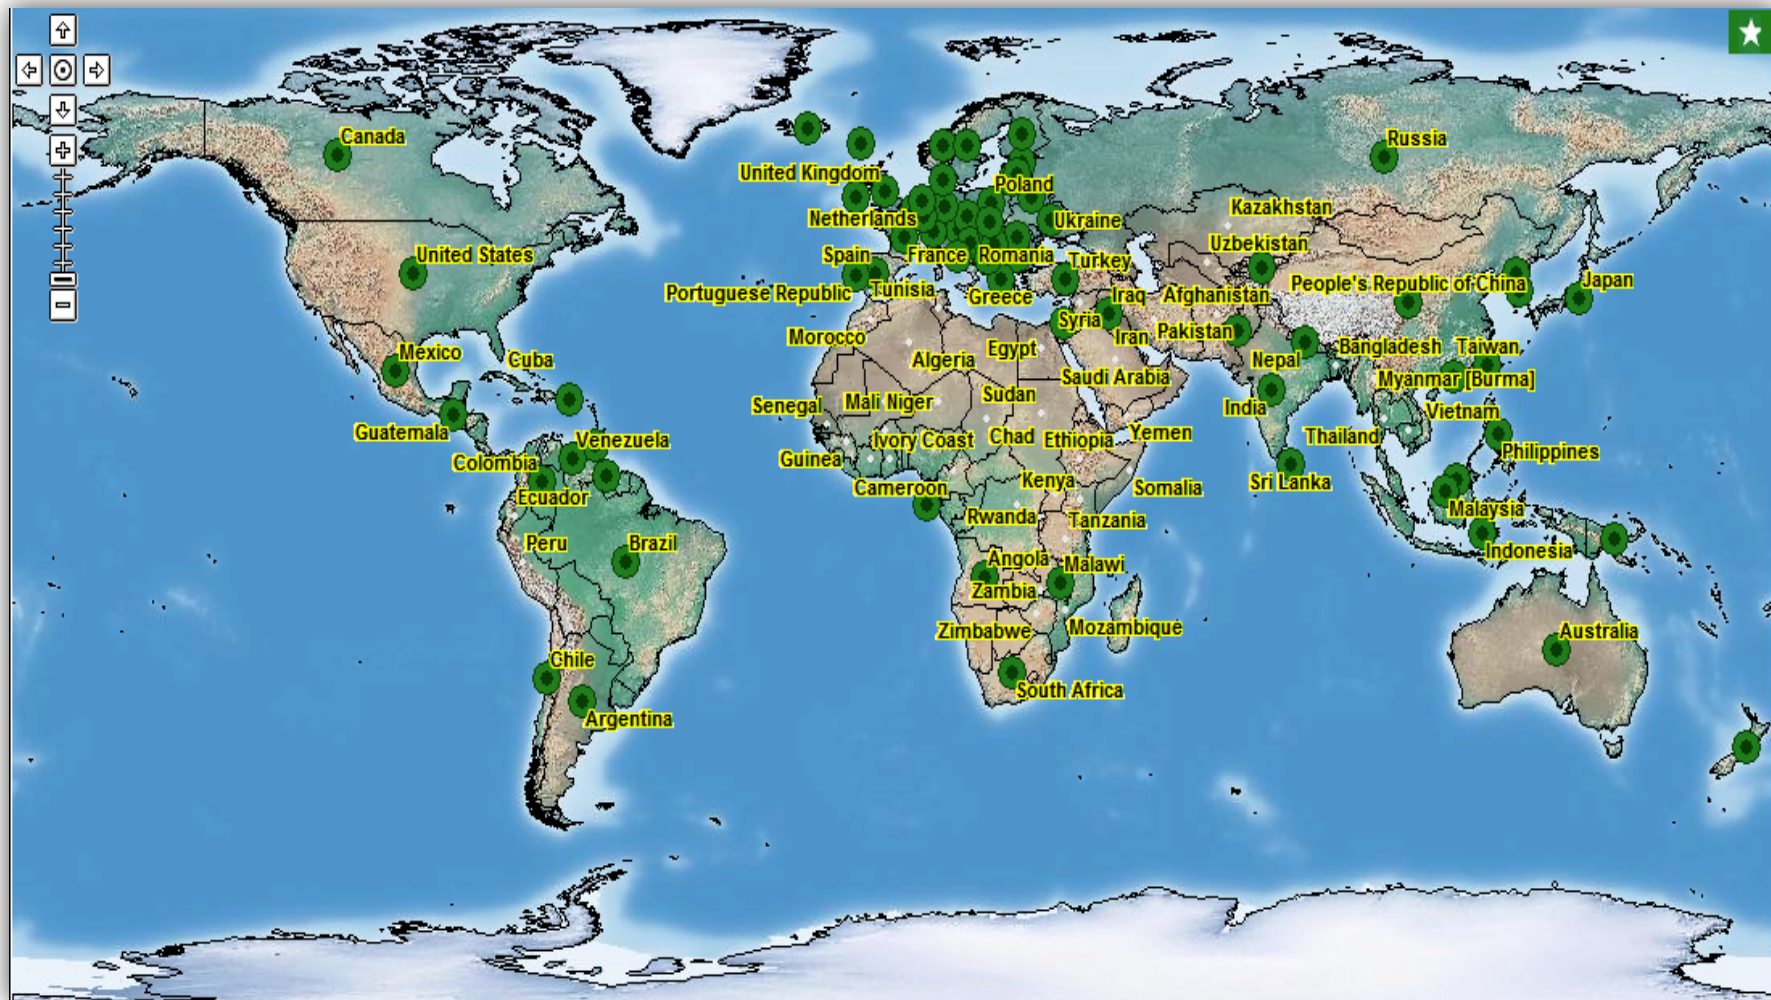 Canada
Russia
United Kingdom
Poland
Netherlands
Ukraine
Kazakhstan
Uzbekistan
United States
Spain
France
Romania
Turkey
People's Republic of China
Japan
Portuguese Republic
Tunisia
Greece
Iraq
Afghanistan
Syria
Iran
Pakistan
Morocco
Mexico
Cuba
Algeria
Egypt
Nepal
Bangladesh
Taiwan
Saudi Arabia
Myanmar [Burma]
Senegal
Mali
Niger
Sudan
India
Vietnam
Guatemala
Venezuela
Ivory Coast
Chad
Ethiopia
Yemen
Thailand
Philippines
Colombia
Guinea
Ecuador
Cameroon
Kenya
Somalia
Sri Lanka
Malaysia
Rwanda
Tanzania
Peru
Brazil
Indonesia
Angola
Malawi
Zambia
Zimbabwe
Mozambique
Australia
Chile
South Africa
Argentina